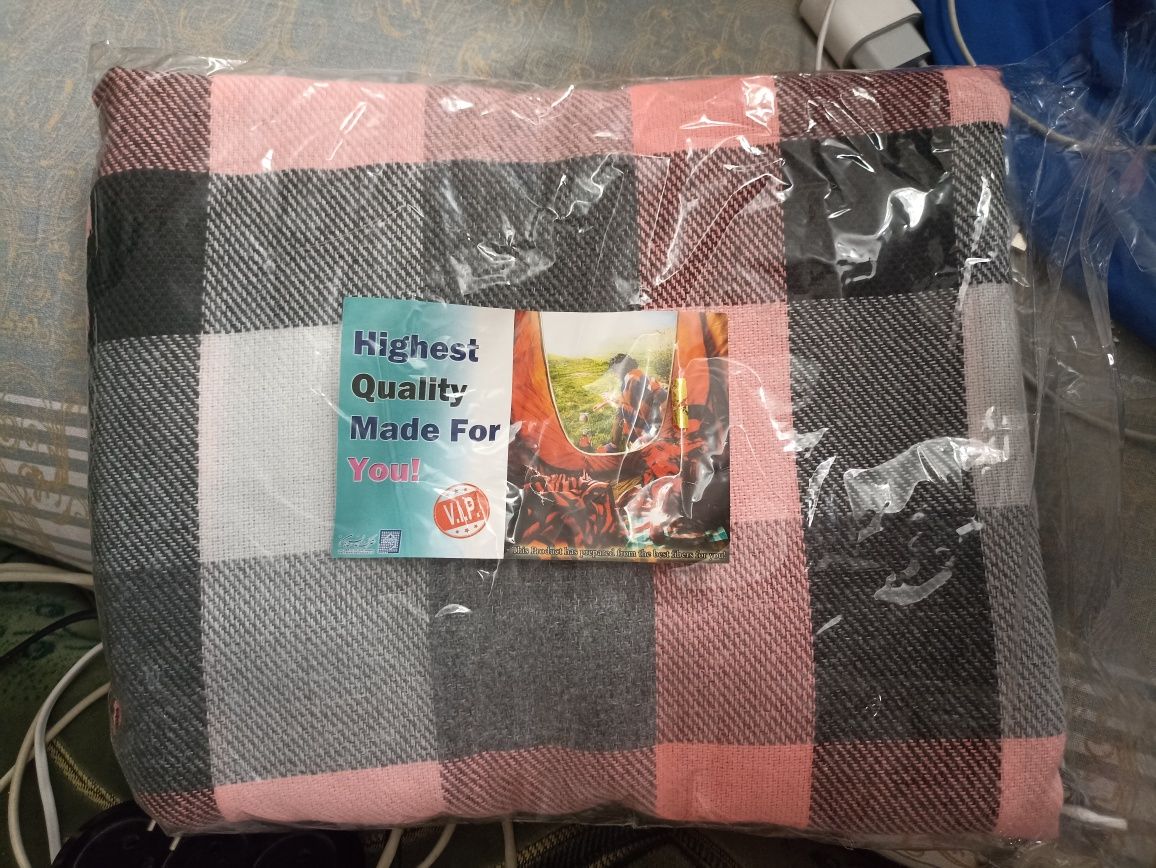 Highest
Quality
Made For
You!
V.I.P.
This Product has prepared from the best fibers for you!